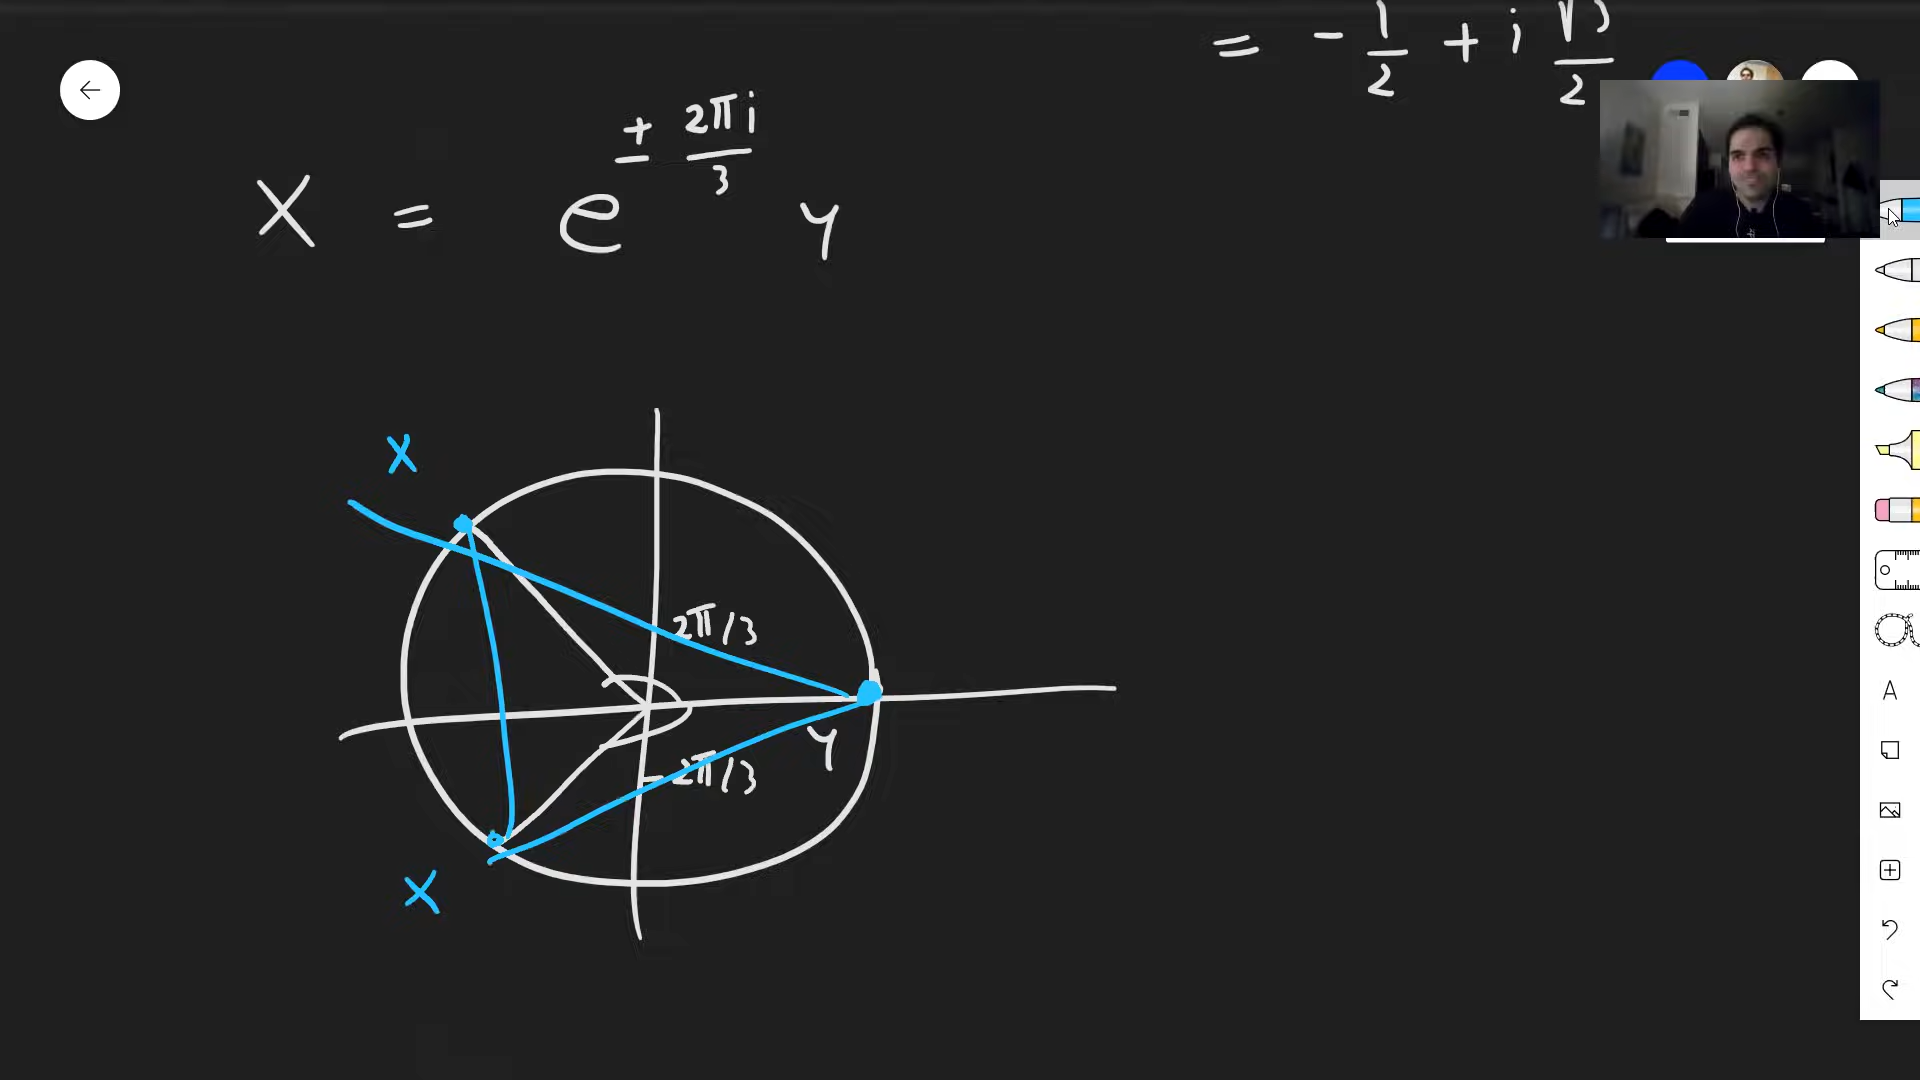 = - 1/2 + i √3/2
X = e^{± 2πi/3} y
X
2π/3
y
- 2π/3
X
A